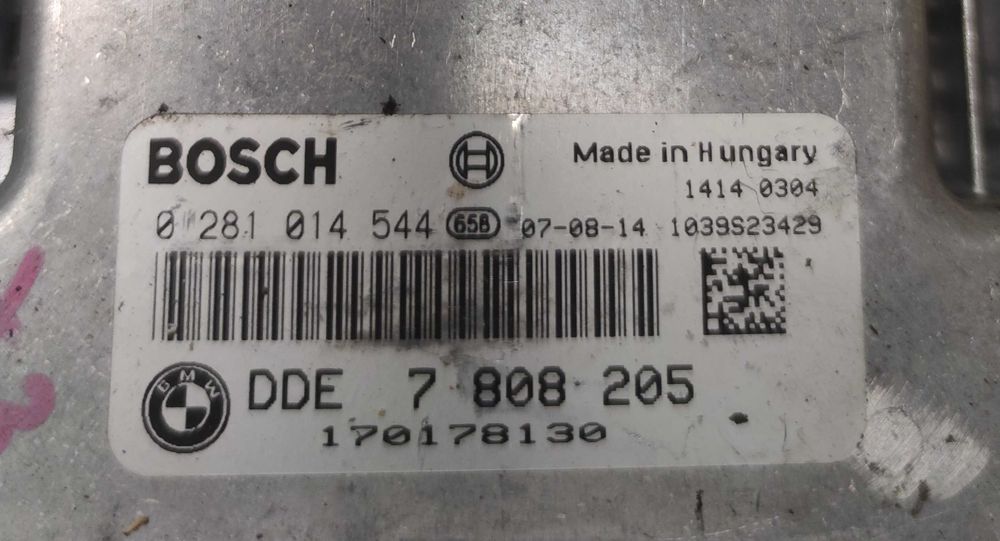 BOSCH
Made in Hungary
1414 0304
0 281 014 544 658 07-08-14 1039S23429
BMW
DDE 7 808 205
170178130